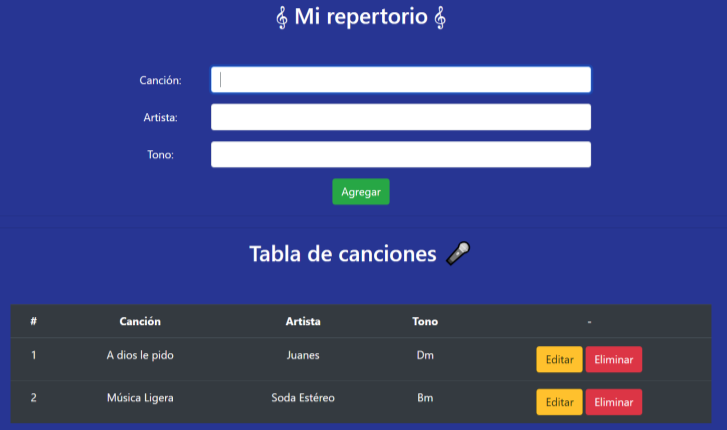 𝄞 Mi repertorio 𝄞
Canción:
Artista:
Tono:
Agregar
Tabla de canciones 🎤
# Canción Artista Tono -
1 A dios le pido Juanes Dm Editar Eliminar
2 Música Ligera Soda Estéreo Bm Editar Eliminar